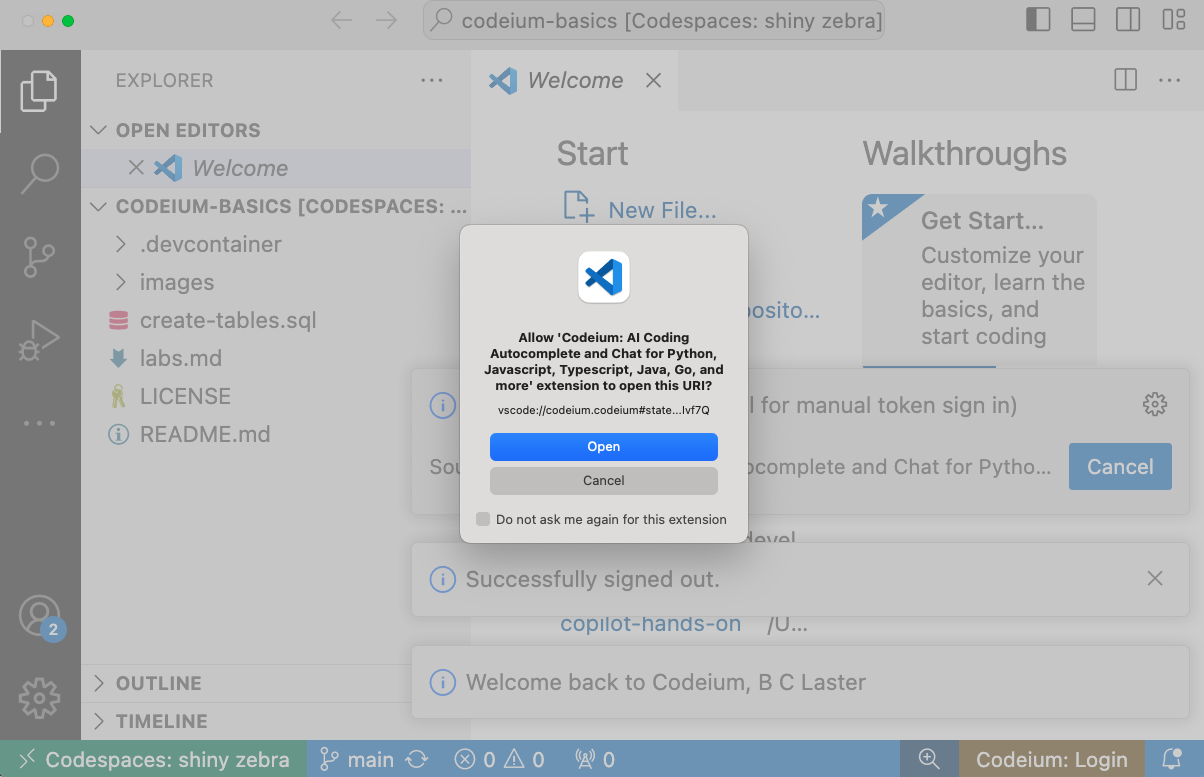 codeium-basics [Codespaces: shiny zebra]
EXPLORER
OPEN EDITORS
Welcome
CODEIUM-BASICS [CODESPACES: ...
.devcontainer
images
create-tables.sql
labs.md
LICENSE
README.md
OUTLINE
TIMELINE
2
Welcome
Start
New File...
Walkthroughs
Get Start...
Customize your
editor, learn the
basics, and
start coding
Allow 'Codeium: AI Coding
Autocomplete and Chat for Python,
Javascript, Typescript, Java, Go, and
more' extension to open this URI?
vscode://codeium.codeium#state...lvf7Q
Open
Cancel
Do not ask me again for this extension
for manual token sign in)
and Chat for Pytho...
Cancel
Successfully signed out.
copilot-hands-on /U...
Welcome back to Codeium, B C Laster
Codespaces: shiny zebra main 0 0 0 Codeium: Login